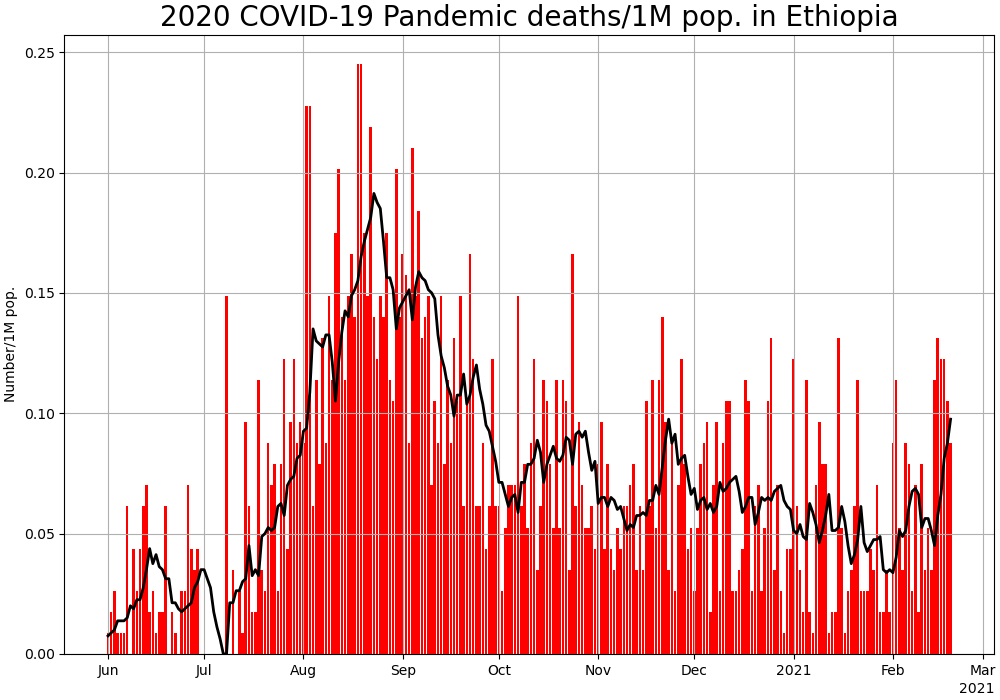 2020 COVID-19 Pandemic deaths/1M pop. in Ethiopia
Number/1M pop.
0.25
0.20
0.15
0.10
0.05
0.00
Jun Jul Aug Sep Oct Nov Dec 2021 Feb Mar
2021